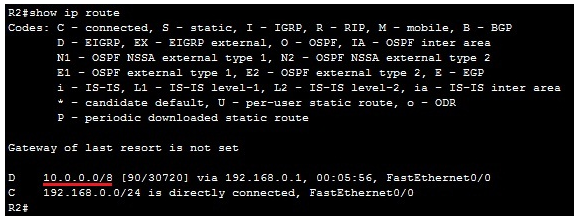 R2#show ip route
Codes: C - connected, S - static, I - IGRP, R - RIP, M - mobile, B - BGP
D - EIGRP, EX - EIGRP external, O - OSPF, IA - OSPF inter area
N1 - OSPF NSSA external type 1, N2 - OSPF NSSA external type 2
E1 - OSPF external type 1, E2 - OSPF external type 2, E - EGP
i - IS-IS, L1 - IS-IS level-1, L2 - IS-IS level-2, ia - IS-IS inter area
* - candidate default, U - per-user static route, o - ODR
P - periodic downloaded static route
Gateway of last resort is not set
D 10.0.0.0/8 [90/30720] via 192.168.0.1, 00:05:56, FastEthernet0/0
C 192.168.0.0/24 is directly connected, FastEthernet0/0
R2#